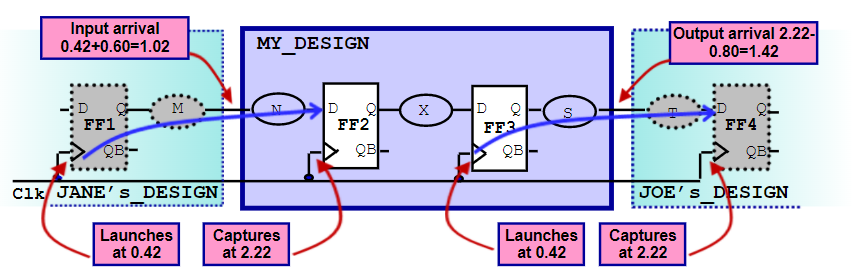 Input arrival
0.42+0.60=1.02
MY_DESIGN
Output arrival 2.22-
0.80=1.42
D Q
FF1
QB
M
N
D Q
FF2
QB
X
D Q
FF3
QB
S
T
D Q
FF4
QB
Clk
JANE's_DESIGN
JOE's_DESIGN
Launches
at 0.42
Captures
at 2.22
Launches
at 0.42
Captures
at 2.22